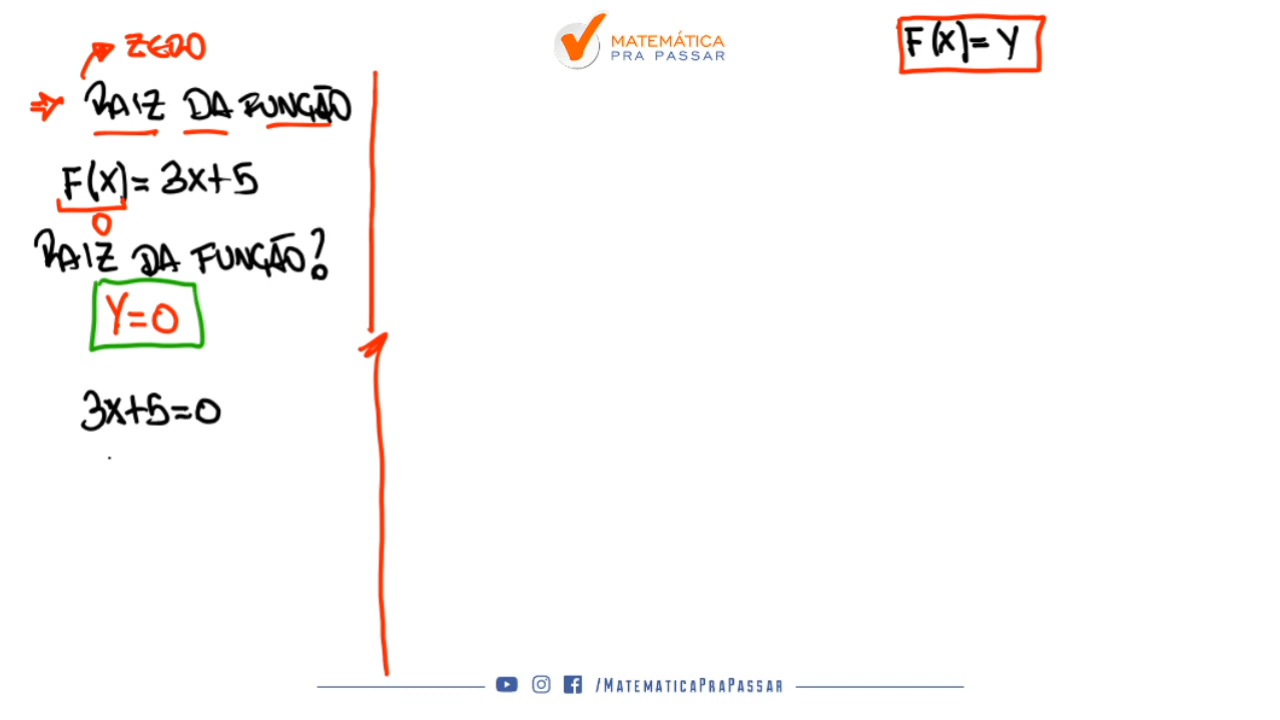 ZERO
MATEMÁTICA
PRA PASSAR
F(X)= Y
⇒ RAIZ DA FUNÇÃO
F(X)= 3X+5
0
RAIZ DA FUNÇÃO?
Y=0
3X+5=0
/MATEMATICAPRAPASSAR